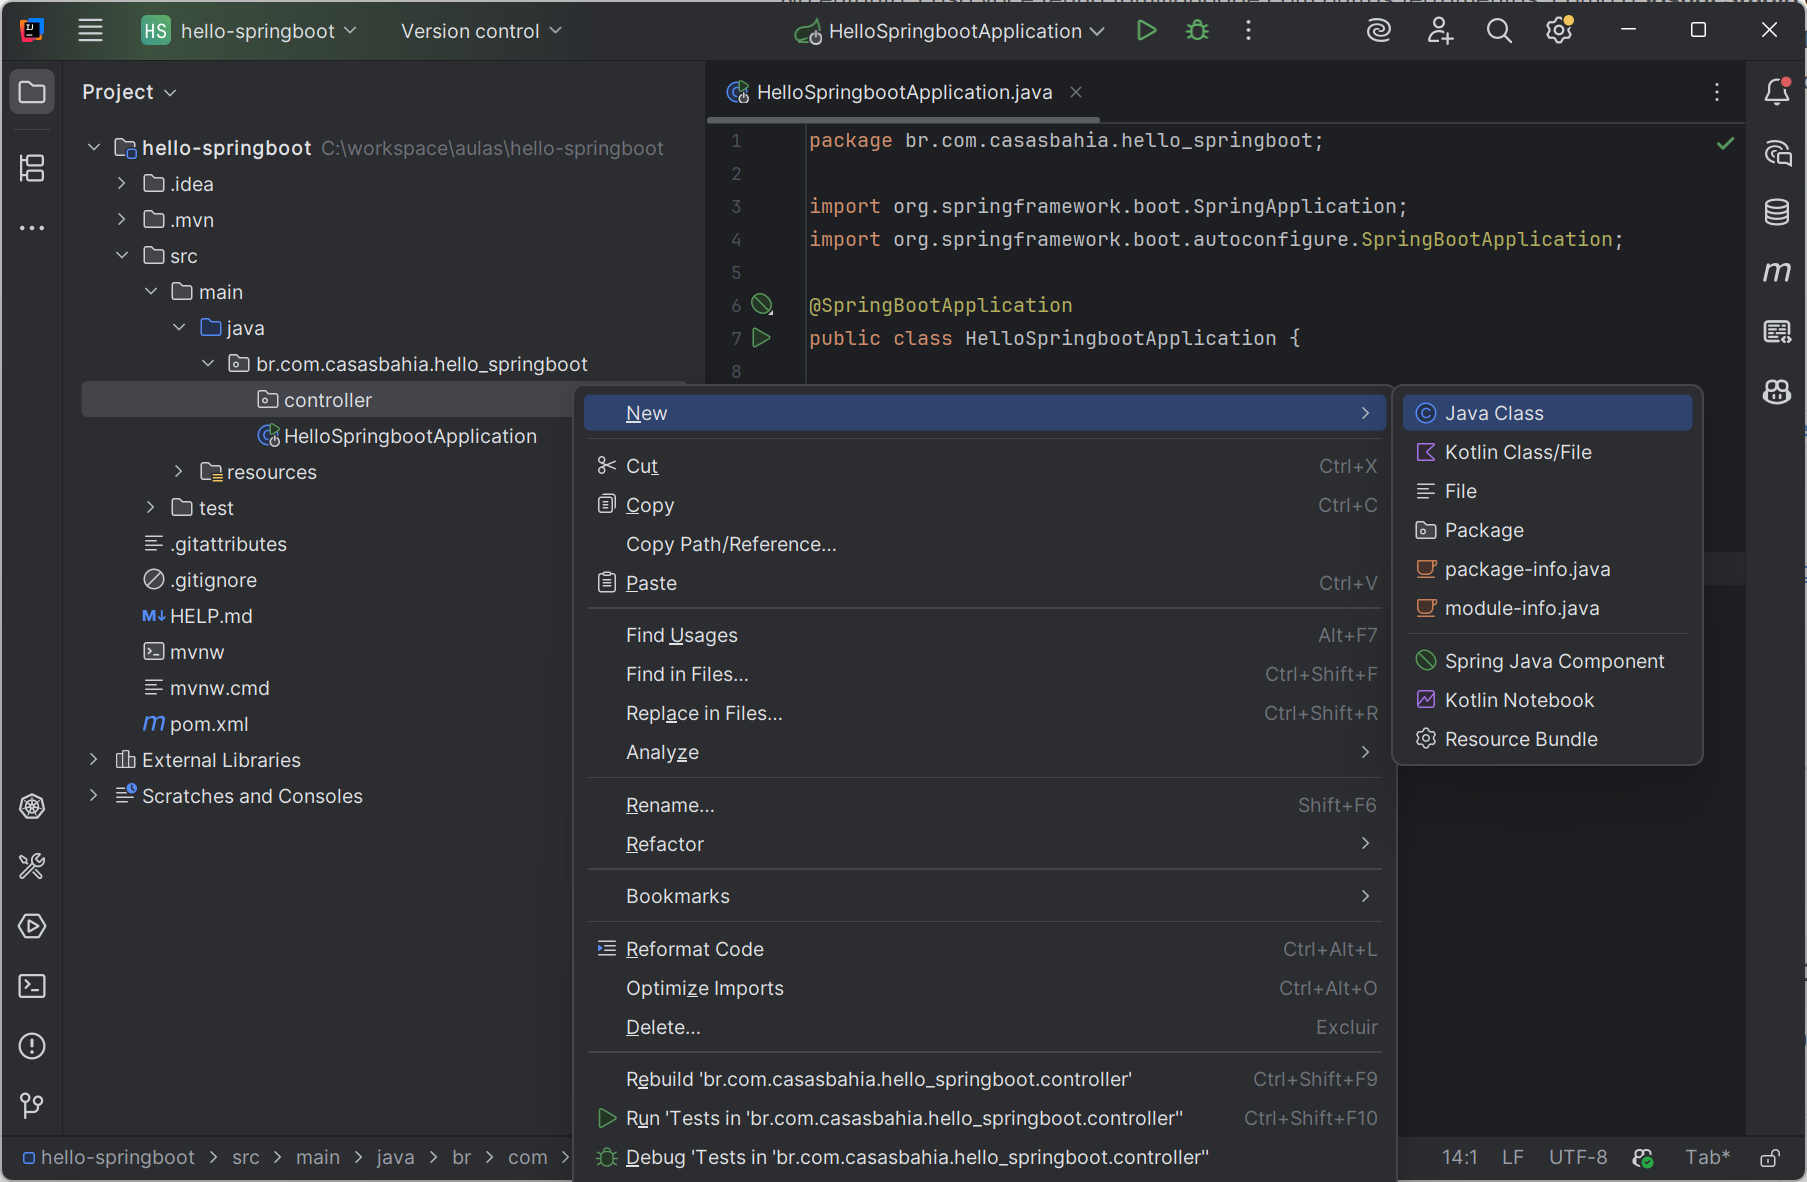 HS hello-springboot Version control HelloSpringbootApplication
Project
hello-springboot C:\workspace\aulas\hello-springboot
.idea
.mvn
src
main
java
br.com.casasbahia.hello_springboot
controller
HelloSpringbootApplication
resources
test
.gitattributes
.gitignore
M↓ HELP.md
mvnw
mvnw.cmd
m pom.xml
External Libraries
Scratches and Consoles
HelloSpringbootApplication.java
1 package br.com.casasbahia.hello_springboot;
2
3 import org.springframework.boot.SpringApplication;
4 import org.springframework.boot.autoconfigure.SpringBootApplication;
5
6 @SpringBootApplication
7 public class HelloSpringbootApplication {
8
New
Cut Ctrl+X
Copy Ctrl+C
Copy Path/Reference...
Paste Ctrl+V
Find Usages Alt+F7
Find in Files... Ctrl+Shift+F
Replace in Files... Ctrl+Shift+R
Analyze
Rename... Shift+F6
Refactor
Bookmarks
Reformat Code Ctrl+Alt+L
Optimize Imports Ctrl+Alt+O
Delete... Excluir
Rebuild 'br.com.casasbahia.hello_springboot.controller' Ctrl+Shift+F9
Run 'Tests in 'br.com.casasbahia.hello_springboot.controller'' Ctrl+Shift+F10
Debug 'Tests in 'br.com.casasbahia.hello_springboot.controller''
Java Class
Kotlin Class/File
File
Package
package-info.java
module-info.java
Spring Java Component
Kotlin Notebook
Resource Bundle
m
hello-springboot > src > main > java > br > com >
14:1 LF UTF-8 Tab*